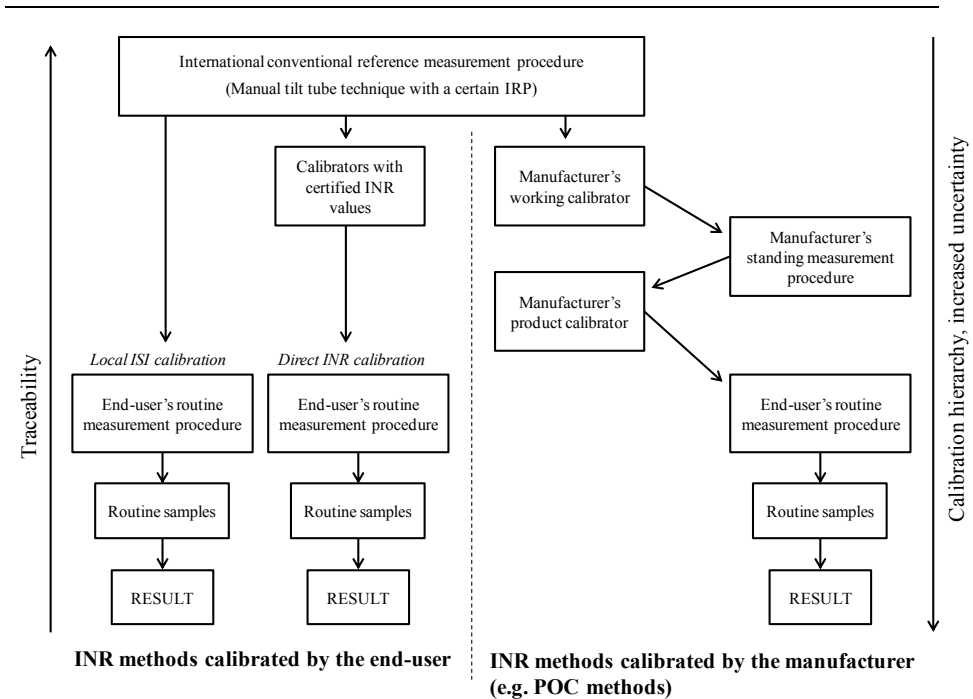 International conventional reference measurement procedure
(Manual tilt tube technique with a certain IRP)
Calibrators with
certified INR
values
Manufacturer's
working calibrator
Manufacturer's
standing measurement
procedure
Manufacturer's
product calibrator
Local ISI calibration
Direct INR calibration
End-user's routine
measurement procedure
End-user's routine
measurement procedure
End-user's routine
measurement procedure
Routine samples
Routine samples
Routine samples
RESULT
RESULT
RESULT
INR methods calibrated by the end-user
INR methods calibrated by the manufacturer
(e.g. POC methods)
Traceability
Calibration hierarchy, increased uncertainty